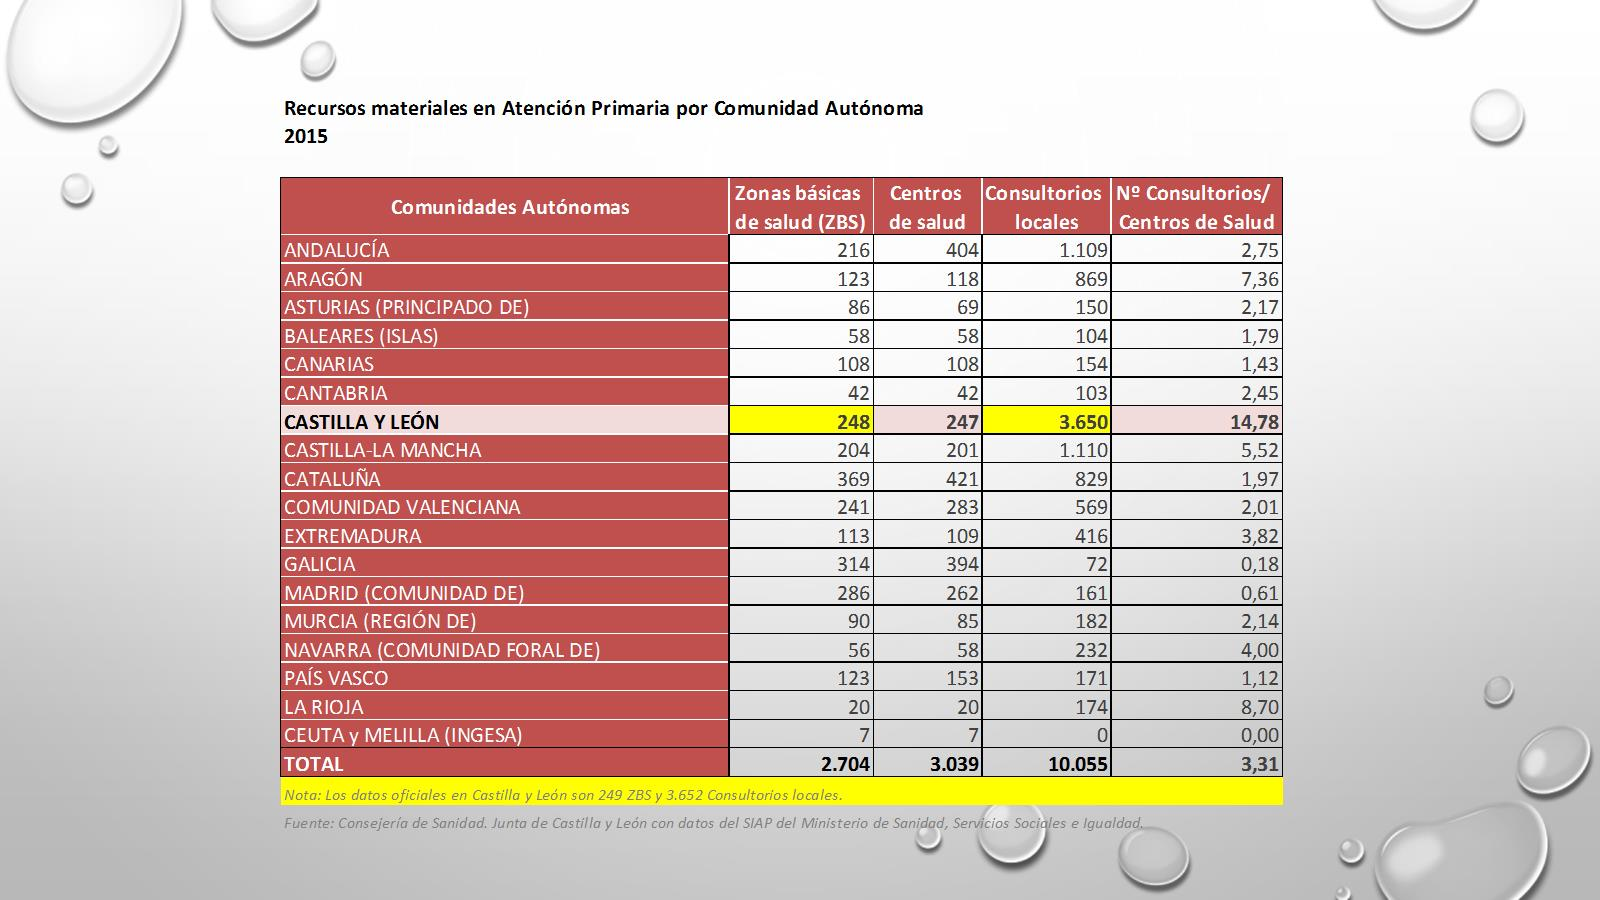 Recursos materiales en Atención Primaria por Comunidad Autónoma
2015
Comunidades Autónomas | Zonas básicas de salud (ZBS) | Centros de salud | Consultorios locales | Nº Consultorios/ Centros de Salud
ANDALUCÍA 216 404 1.109 2,75
ARAGÓN 123 118 869 7,36
ASTURIAS (PRINCIPADO DE) 86 69 150 2,17
BALEARES (ISLAS) 58 58 104 1,79
CANARIAS 108 108 154 1,43
CANTABRIA 42 42 103 2,45
CASTILLA Y LEÓN 248 247 3.650 14,78
CASTILLA-LA MANCHA 204 201 1.110 5,52
CATALUÑA 369 421 829 1,97
COMUNIDAD VALENCIANA 241 283 569 2,01
EXTREMADURA 113 109 416 3,82
GALICIA 314 394 72 0,18
MADRID (COMUNIDAD DE) 286 262 161 0,61
MURCIA (REGIÓN DE) 90 85 182 2,14
NAVARRA (COMUNIDAD FORAL DE) 56 58 232 4,00
PAÍS VASCO 123 153 171 1,12
LA RIOJA 20 20 174 8,70
CEUTA y MELILLA (INGESA) 7 7 0 0,00
TOTAL 2.704 3.039 10.055 3,31
Nota: Los datos oficiales en Castilla y León son 249 ZBS y 3.652 Consultorios locales.
Fuente: Consejería de Sanidad. Junta de Castilla y León con datos del SIAP del Ministerio de Sanidad, Servicios Sociales e Igualdad.